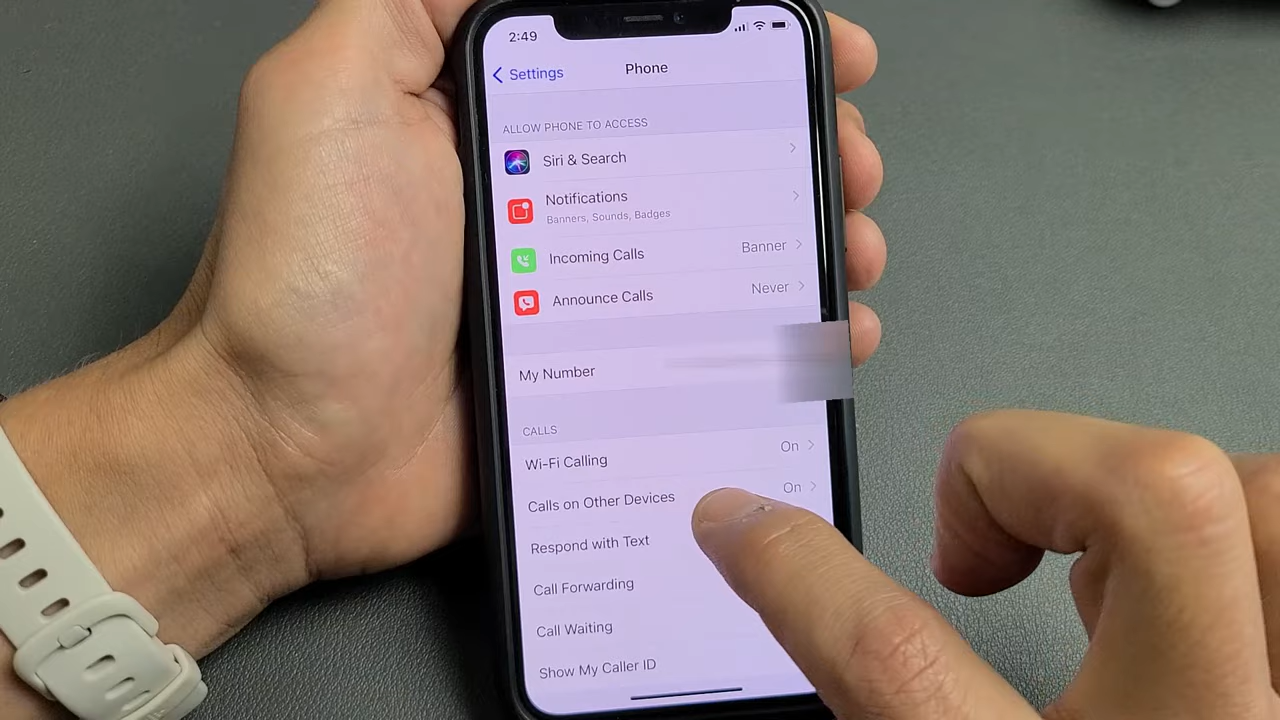 2:49
Settings
Phone
ALLOW PHONE TO ACCESS
Siri & Search
Notifications
Banners, Sounds, Badges
Incoming Calls
Banner
Announce Calls
Never
My Number
CALLS
Wi-Fi Calling
On
Calls on Other Devices
On
Respond with Text
Call Forwarding
Call Waiting
Show My Caller ID